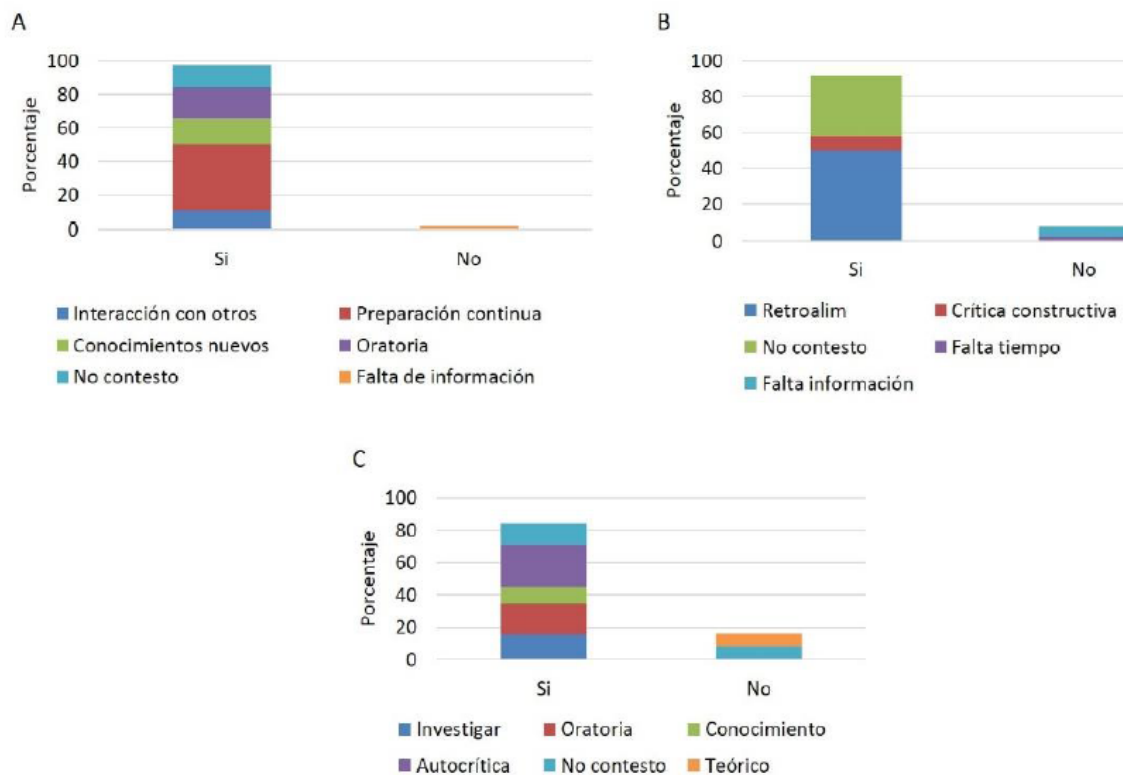 A
100
80
60
40
20
0
Porcentaje
Si No
Interacción con otros Preparación continua
Conocimientos nuevos Oratoria
No contesto Falta de información
B
100
80
60
40
20
0
Porcentaje
Si No
Retroalim Crítica constructiva
No contesto Falta tiempo
Falta información
C
100
80
60
40
20
0
Porcentaje
Si No
Investigar Oratoria Conocimiento
Autocrítica No contesto Teórico